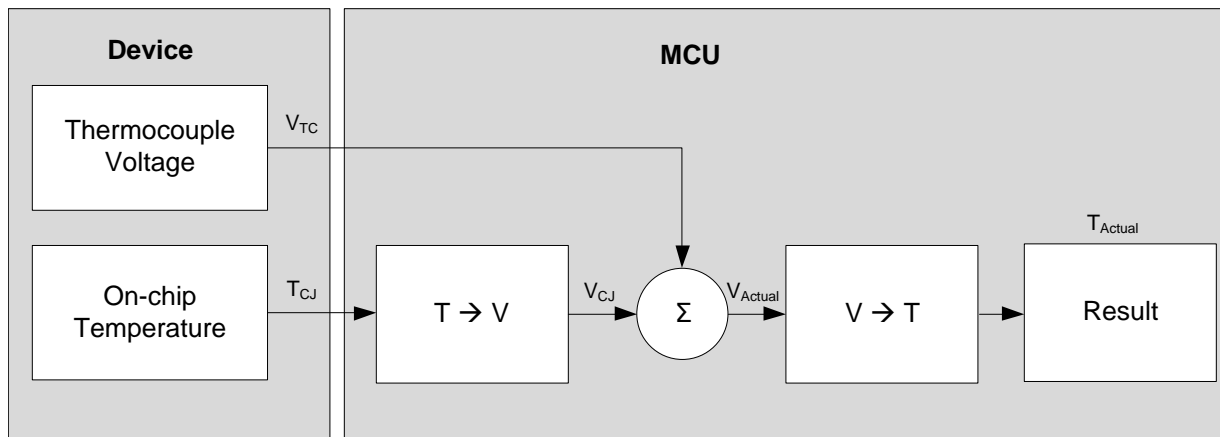 Device
MCU
Thermocouple
Voltage
V_TC
On-chip
Temperature
T_CJ
T → V
V_CJ
Σ
V_Actual
V → T
T_Actual
Result